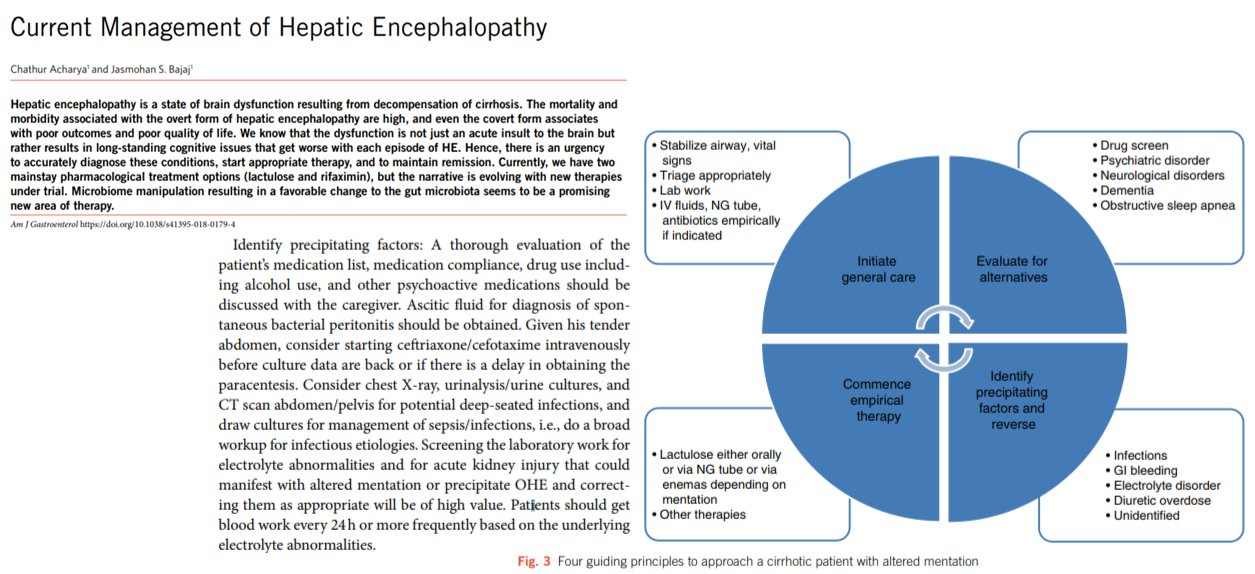 Current Management of Hepatic Encephalopathy
Chathur Acharya¹ and Jasmohan S. Bajaj¹
Hepatic encephalopathy is a state of brain dysfunction resulting from decompensation of cirrhosis. The mortality and
morbidity associated with the overt form of hepatic encephalopathy are high, and even the covert form associates
with poor outcomes and poor quality of life. We know that the dysfunction is not just an acute insult to the brain but
rather results in long-standing cognitive issues that get worse with each episode of HE. Hence, there is an urgency
to accurately diagnose these conditions, start appropriate therapy, and to maintain remission. Currently, we have two
mainstay pharmacological treatment options (lactulose and rifaximin), but the narrative is evolving with new therapies
under trial. Microbiome manipulation resulting in a favorable change to the gut microbiota seems to be a promising
new area of therapy.
Am J Gastroenterol https://doi.org/10.1038/s41395-018-0179-4
Identify precipitating factors: A thorough evaluation of the
patient's medication list, medication compliance, drug use includ-
ing alcohol use, and other psychoactive medications should be
discussed with the caregiver. Ascitic fluid for diagnosis of spon-
taneous bacterial peritonitis should be obtained. Given his tender
abdomen, consider starting ceftriaxone/cefotaxime intravenously
before culture data are back or if there is a delay in obtaining the
paracentesis. Consider chest X-ray, urinalysis/urine cultures, and
CT scan abdomen/pelvis for potential deep-seated infections, and
draw cultures for management of sepsis/infections, i.e., do a broad
workup for infectious etiologies. Screening the laboratory work for
electrolyte abnormalities and for acute kidney injury that could
manifest with altered mentation or precipitate OHE and correct-
ing them as appropriate will be of high value. Patients should get
blood work every 24 h or more frequently based on the underlying
electrolyte abnormalities.
• Stabilize airway, vital
signs
• Triage appropriately
• Lab work
• IV fluids, NG tube,
antibiotics empirically
if indicated
• Drug screen
• Psychiatric disorder
• Neurological disorders
• Dementia
• Obstructive sleep apnea
Initiate
general care
Evaluate for
alternatives
Commence
empirical
therapy
Identify
precipitating
factors and
reverse
• Lactulose either orally
or via NG tube or via
enemas depending on
mentation
• Other therapies
• Infections
• GI bleeding
• Electrolyte disorder
• Diuretic overdose
• Unidentified
Fig. 3 Four guiding principles to approach a cirrhotic patient with altered mentation